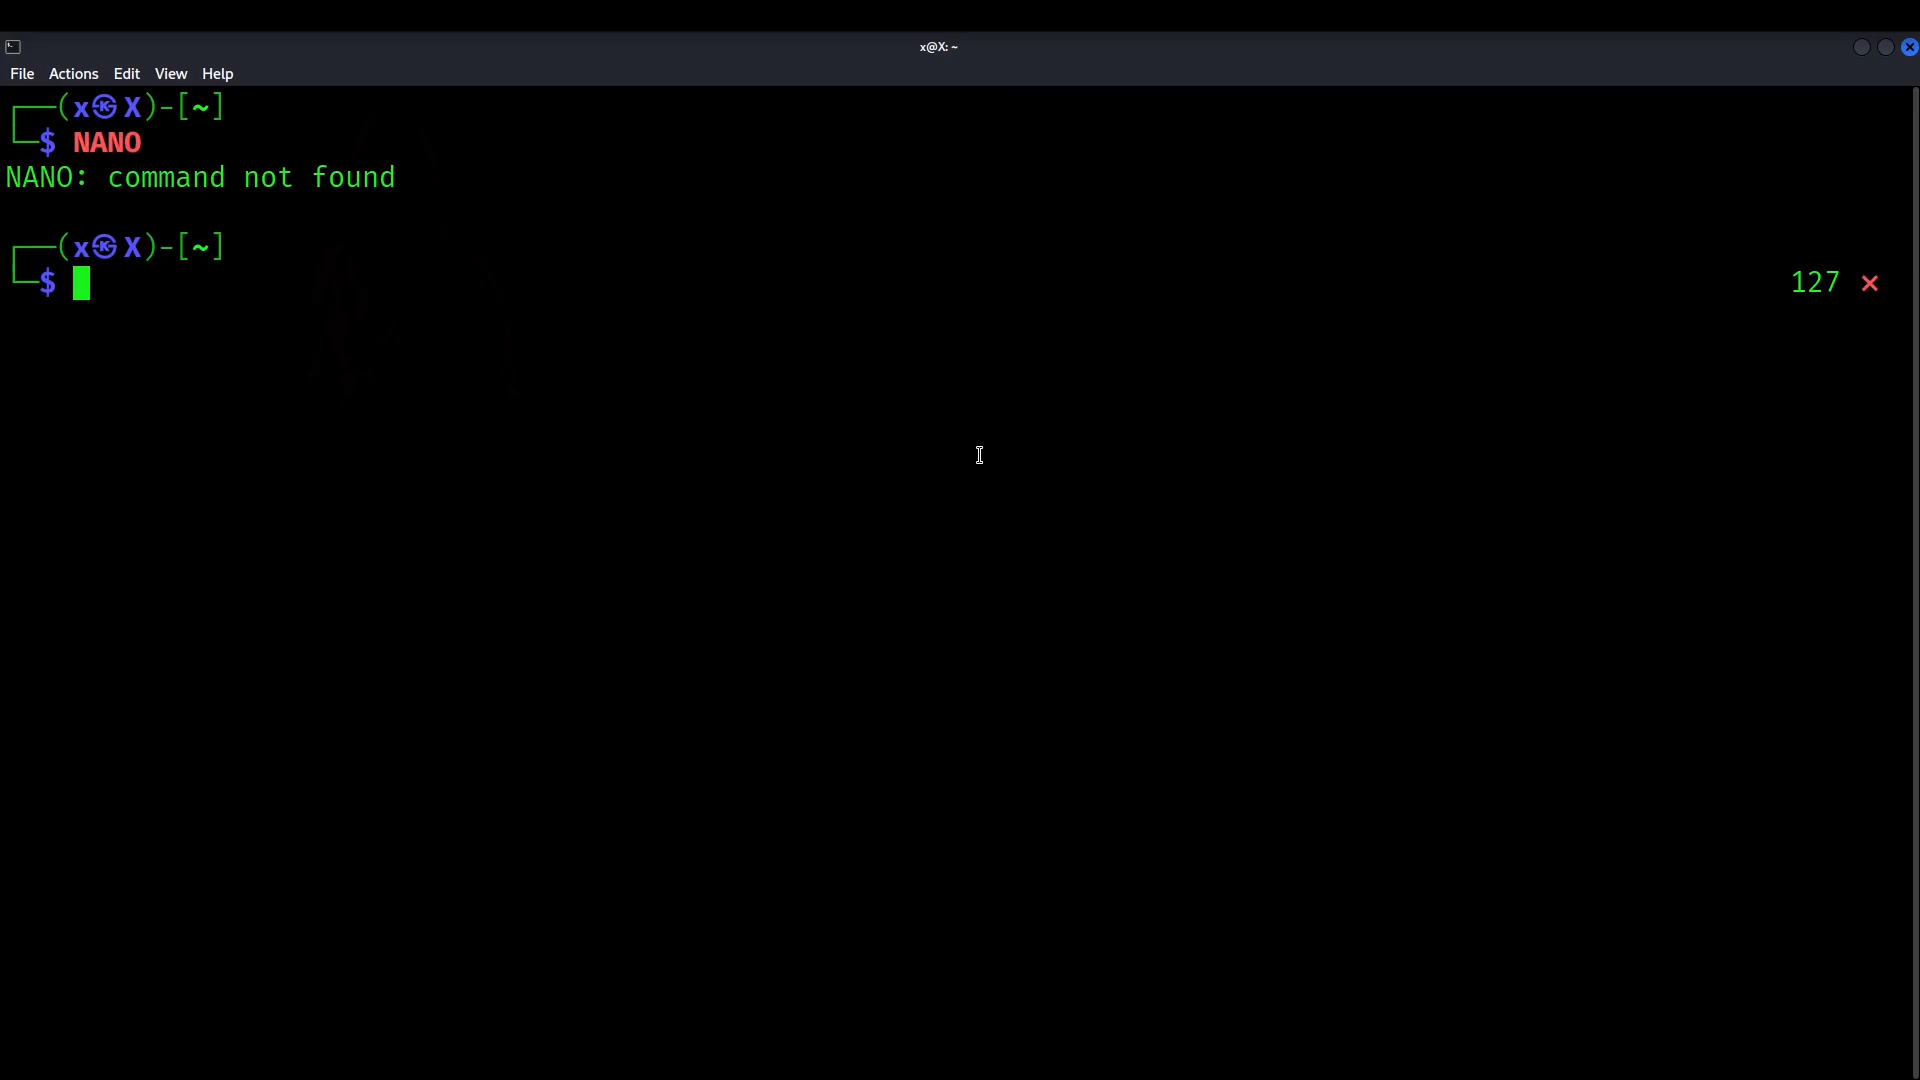 x@X: ~
File Actions Edit View Help
┌──(x㉿X)-[~]
└─$ NANO
NANO: command not found
┌──(x㉿X)-[~]
└─$ 127 ⨯